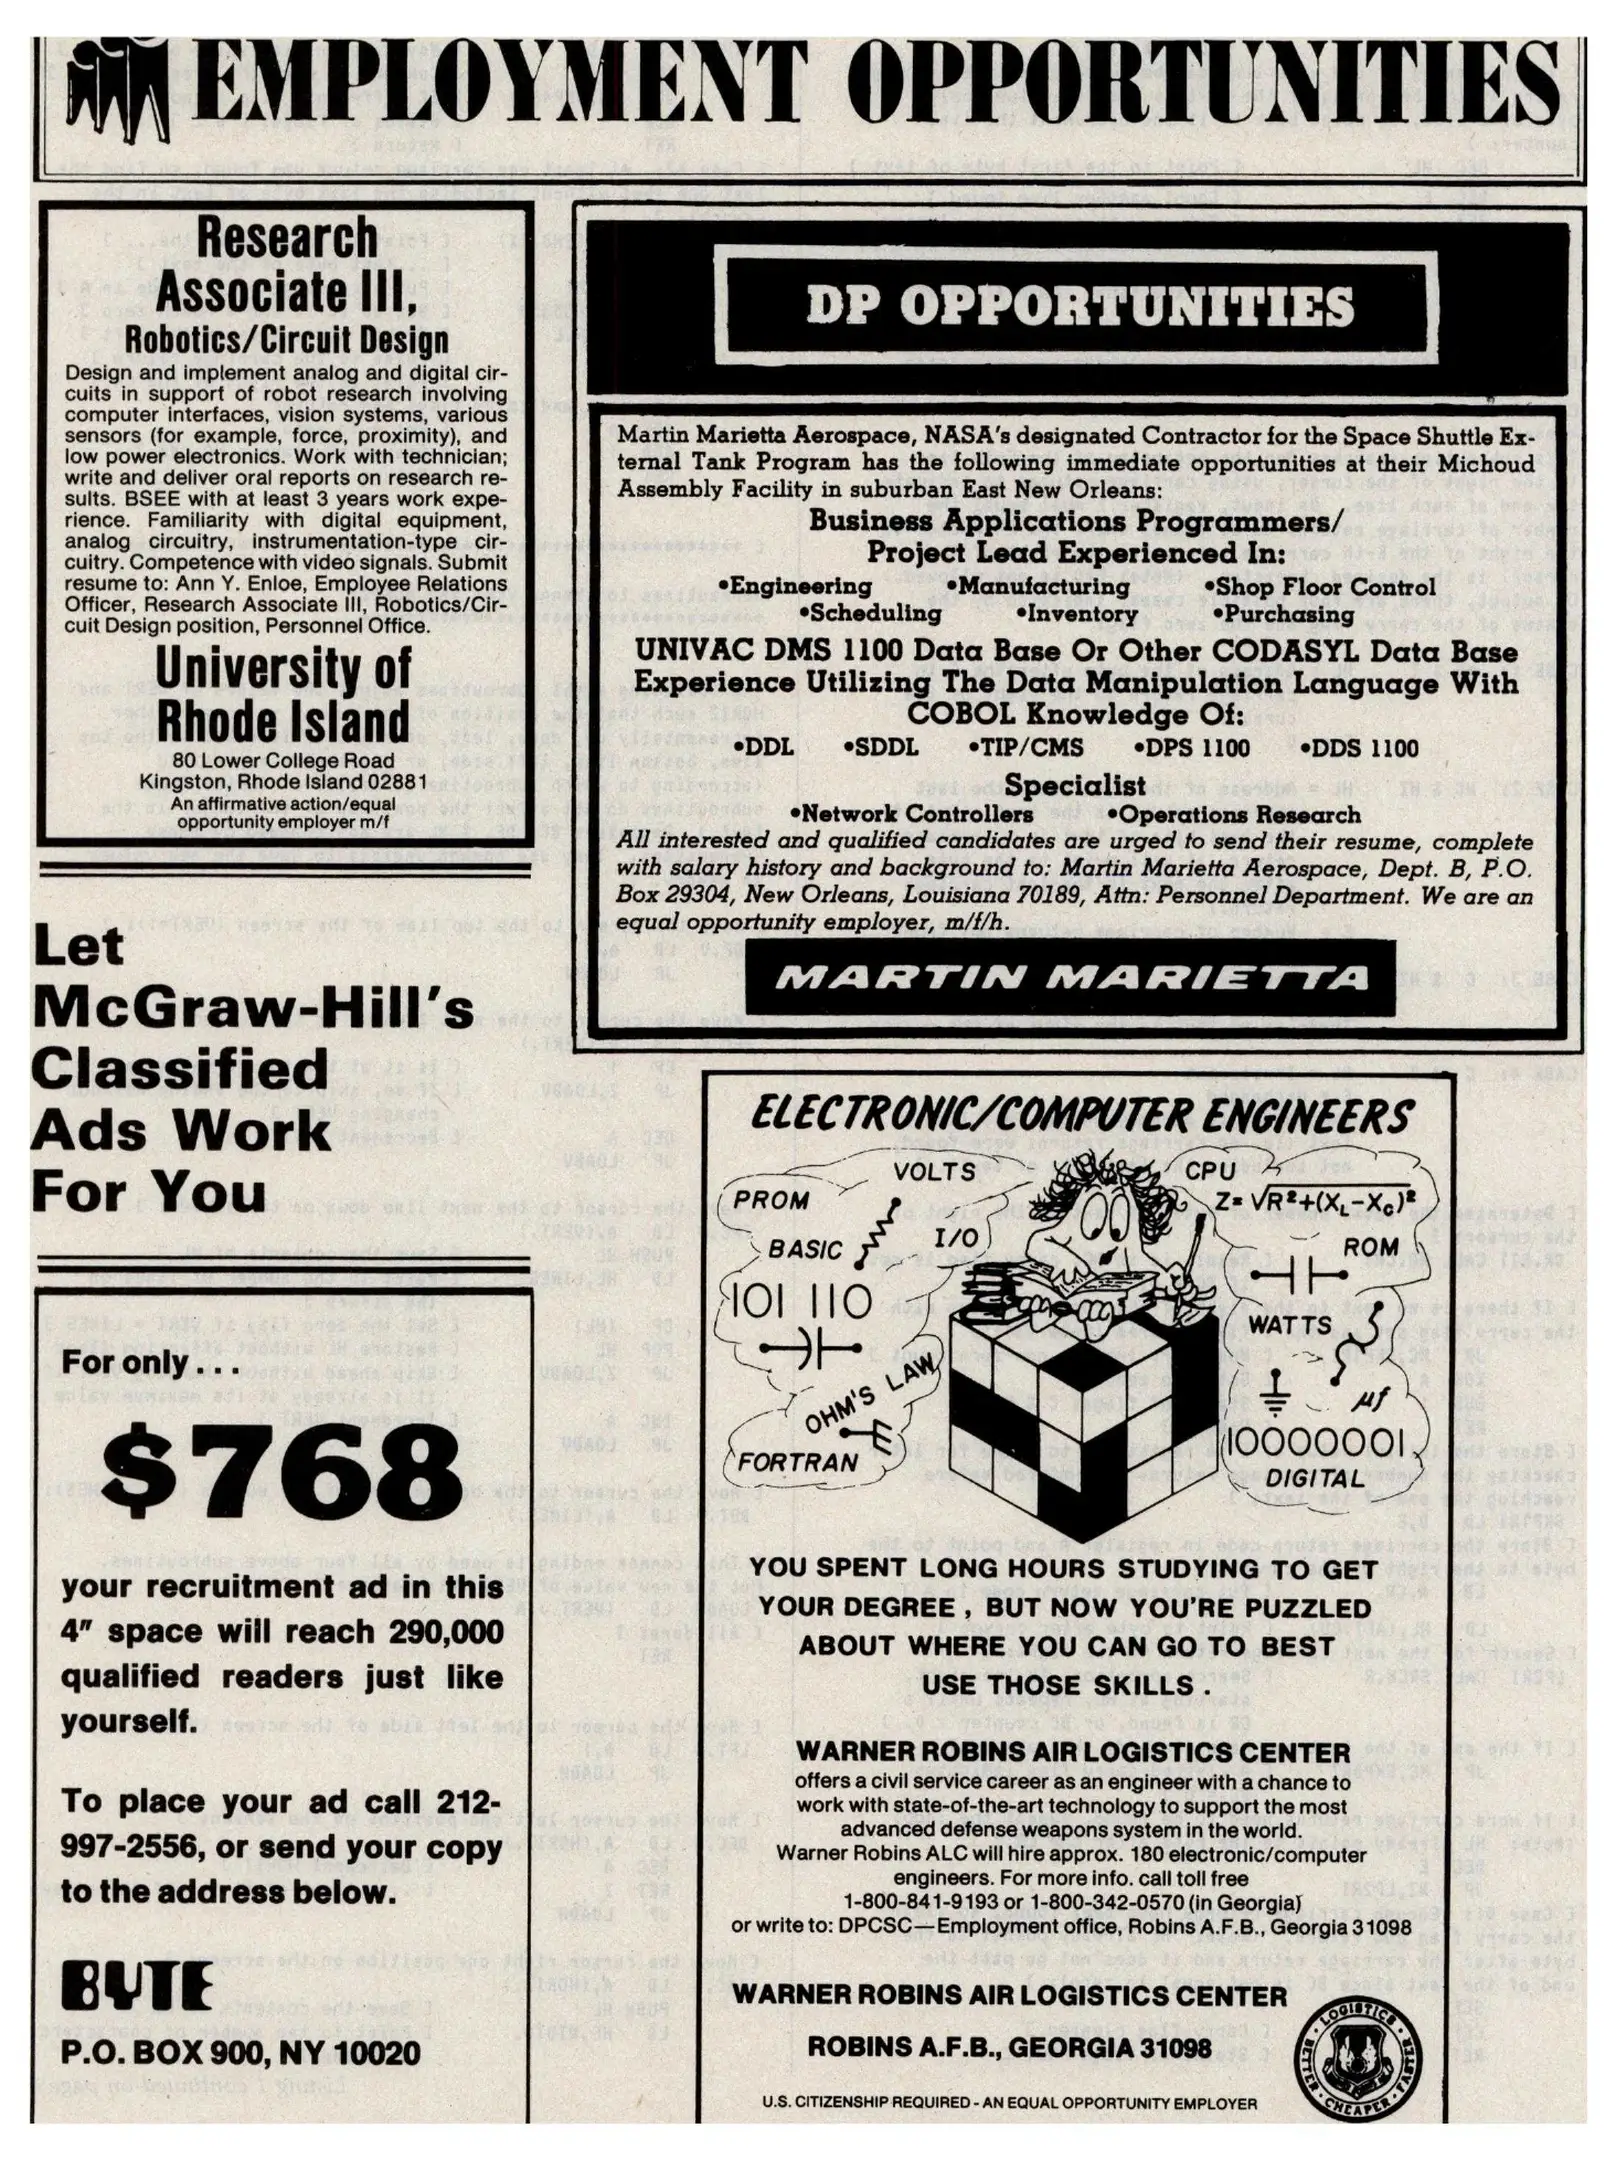 EMPLOYMENT OPPORTUNITIES
Research
Associate III,
Robotics/Circuit Design
Design and implement analog and digital cir-
cuits in support of robot research involving
computer interfaces, vision systems, various
sensors (for example, force, proximity), and
low power electronics. Work with technician;
write and deliver oral reports on research re-
sults. BSEE with at least 3 years work expe-
rience. Familiarity with digital equipment,
analog circuitry, instrumentation-type cir-
cuitry. Competence with video signals. Submit
resume to: Ann Y. Enloe, Employee Relations
Officer, Research Associate III, Robotics/Cir-
cuit Design position, Personnel Office.
University of
Rhode Island
80 Lower College Road
Kingston, Rhode Island 02881
An affirmative action/equal
opportunity employer m/f
Let
McGraw-Hill's
Classified
Ads Work
For You
For only . . .
$768
your recruitment ad in this
4″ space will reach 290,000
qualified readers just like
yourself.
To place your ad call 212-
997-2556, or send your copy
to the address below.
BYTE
P.O. BOX 900, NY 10020
DP OPPORTUNITIES
Martin Marietta Aerospace, NASA's designated Contractor for the Space Shuttle Ex-
ternal Tank Program has the following immediate opportunities at their Michoud
Assembly Facility in suburban East New Orleans:
Business Applications Programmers/
Project Lead Experienced In:
•Engineering •Manufacturing •Shop Floor Control
•Scheduling •Inventory •Purchasing
UNIVAC DMS 1100 Data Base Or Other CODASYL Data Base
Experience Utilizing The Data Manipulation Language With
COBOL Knowledge Of:
•DDL •SDDL •TIP/CMS •DPS 1100 •DDS 1100
Specialist
•Network Controllers •Operations Research
All interested and qualified candidates are urged to send their resume, complete
with salary history and background to: Martin Marietta Aerospace, Dept. B, P.O.
Box 29304, New Orleans, Louisiana 70189, Attn: Personnel Department. We are an
equal opportunity employer, m/f/h.
MARTIN MARIETTA
ELECTRONIC/COMPUTER ENGINEERS
VOLTS
PROM
BASIC
I/O
101 110
OHM'S LAW
FORTRAN
CPU
Z= √R²+(X_L-X_C)²
ROM
WATTS
µf
10000001
DIGITAL
YOU SPENT LONG HOURS STUDYING TO GET
YOUR DEGREE , BUT NOW YOU'RE PUZZLED
ABOUT WHERE YOU CAN GO TO BEST
USE THOSE SKILLS .
WARNER ROBINS AIR LOGISTICS CENTER
offers a civil service career as an engineer with a chance to
work with state-of-the-art technology to support the most
advanced defense weapons system in the world.
Warner Robins ALC will hire approx. 180 electronic/computer
engineers. For more info. call toll free
1-800-841-9193 or 1-800-342-0570 (in Georgia)
or write to: DPCSC—Employment office, Robins A.F.B., Georgia 31098
WARNER ROBINS AIR LOGISTICS CENTER
ROBINS A.F.B., GEORGIA 31098
LOGISTICS
BETTER • CHEAPER • FASTER
U.S. CITIZENSHIP REQUIRED - AN EQUAL OPPORTUNITY EMPLOYER